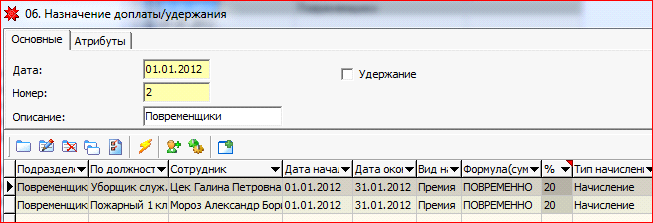 06. Назначение доплаты/удержания
Основные Атрибуты
Дата: 01.01.2012 Удержание
Номер: 2
Описание: Повременщики
Подразделе По должност Сотрудник Дата нача. Дата око Вид н Формула(сум % Тип начислени
Повременщик Уборщик служ. Цек Галина Петровна 01.01.2012 31.01.2012 Премия ПОВРЕМЕННО 20 Начисление
Повременщик Пожарный 1 кл Мороз Александр Бори 01.01.2012 31.01.2012 Премия ПОВРЕМЕННО 20 Начисление